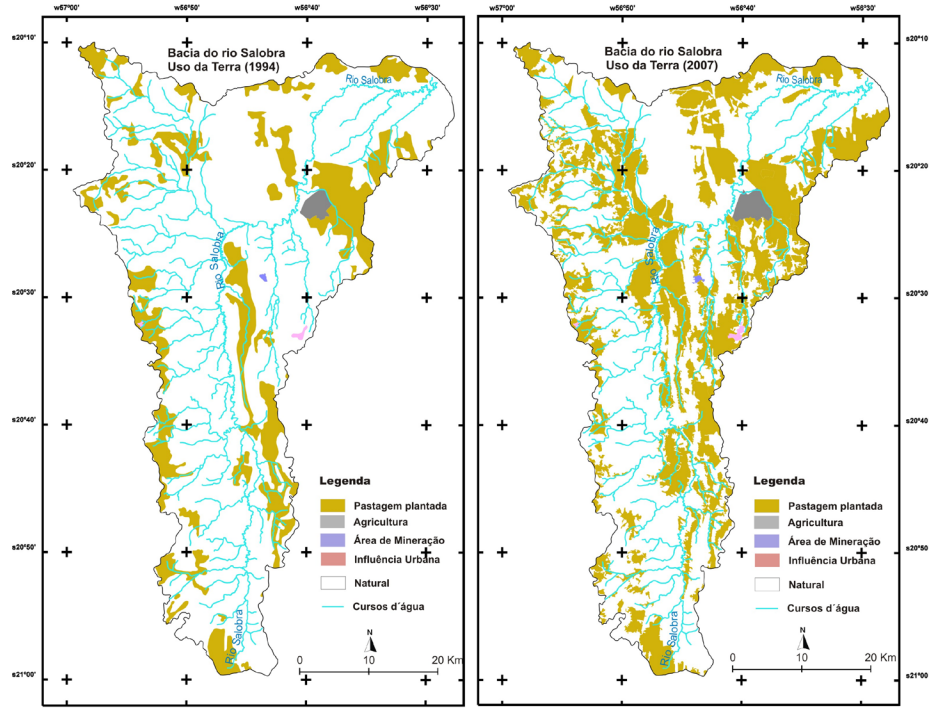 w57°00' w56°50' w56°40' w56°30'
s20°10'
s20°20'
s20°30'
s20°40'
s20°50'
s21°00'
Bacia do rio Salobra
Uso da Terra (1994)
Rio Salobra
Rio Salobra
Rio Salobra
Legenda
Pastagem plantada
Agricultura
Área de Mineração
Influência Urbana
Natural
Cursos d´água
N
0 10 20 Km
w57°00' w56°50' w56°40' w56°30'
s20°10'
s20°20'
s20°30'
s20°40'
s20°50'
s21°00'
Bacia do rio Salobra
Uso da Terra (2007)
Rio Salobra
Rio Salobra
Rio Salobra
Legenda
Pastagem plantada
Agricultura
Área de Mineração
Influência Urbana
Natural
Cursos d´água
N
0 10 20 Km